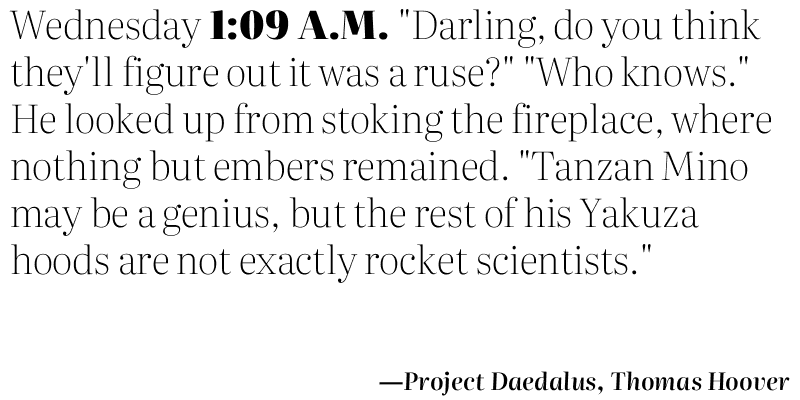 Wednesday 1:09 A.M. "Darling, do you think
they'll figure out it was a ruse?" "Who knows."
He looked up from stoking the fireplace, where
nothing but embers remained. "Tanzan Mino
may be a genius, but the rest of his Yakuza
hoods are not exactly rocket scientists."
—Project Daedalus, Thomas Hoover